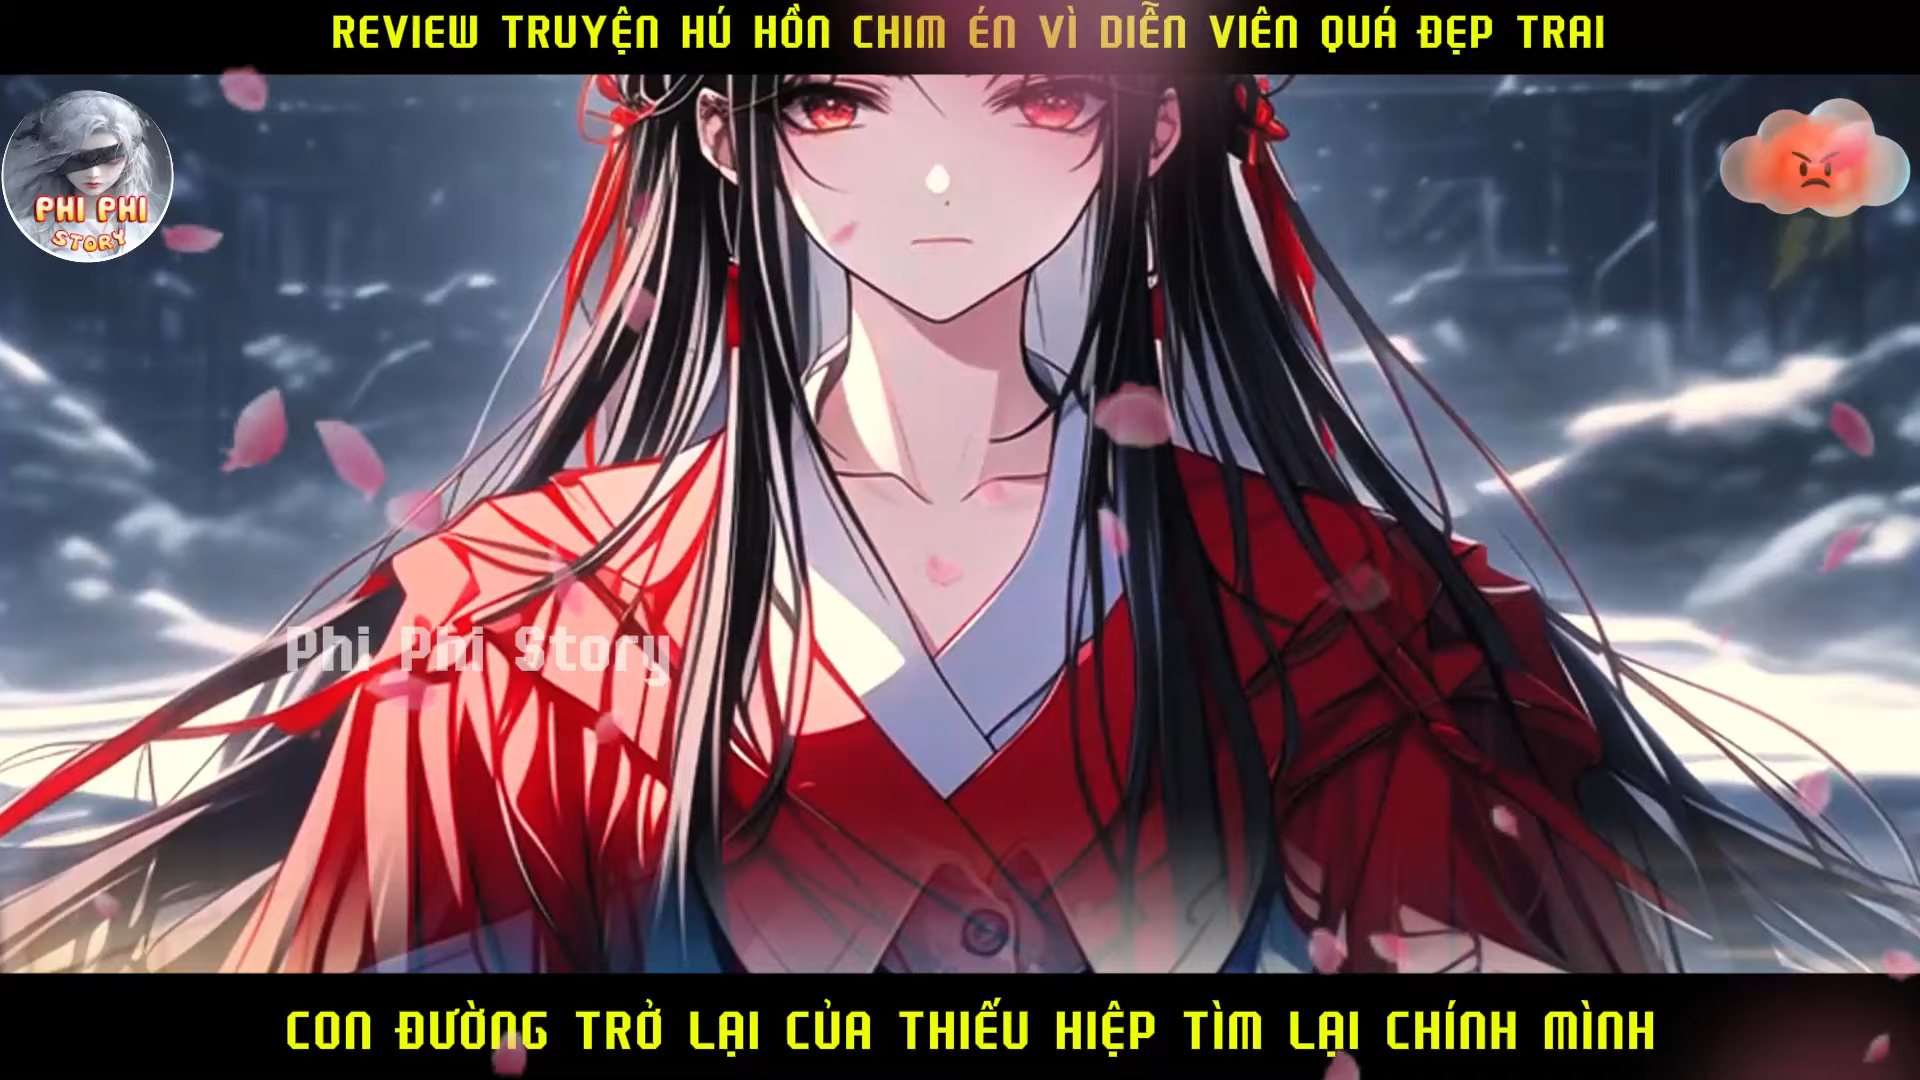 REVIEW TRUYỆN HÚ HỒN CHIM ÉN VÌ DIỄN VIÊN QUÁ ĐẸP TRAI
PHI PHI
STORY
Phi Phi Story
CON ĐƯỜNG TRỞ LẠI CỦA THIẾU HIỆP TÌM LẠI CHÍNH MÌNH